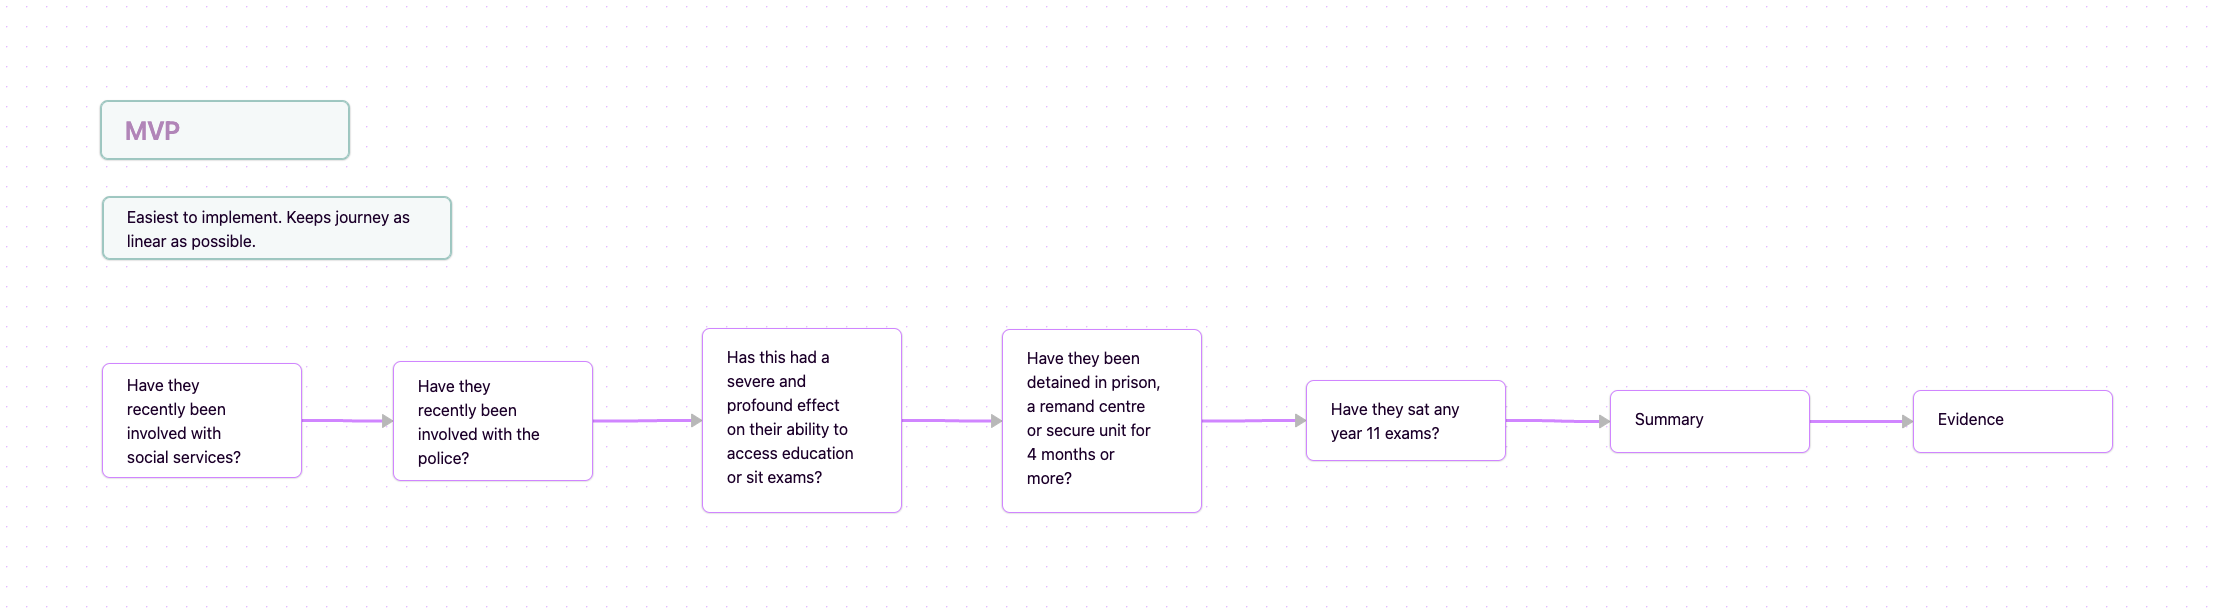 MVP
Easiest to implement. Keeps journey as
linear as possible.
Have they
recently been
involved with
social services?
Have they
recently been
involved with the
police?
Has this had a
severe and
profound effect
on their ability to
access education
or sit exams?
Have they been
detained in prison,
a remand centre
or secure unit for
4 months or
more?
Have they sat any
year 11 exams?
Summary
Evidence